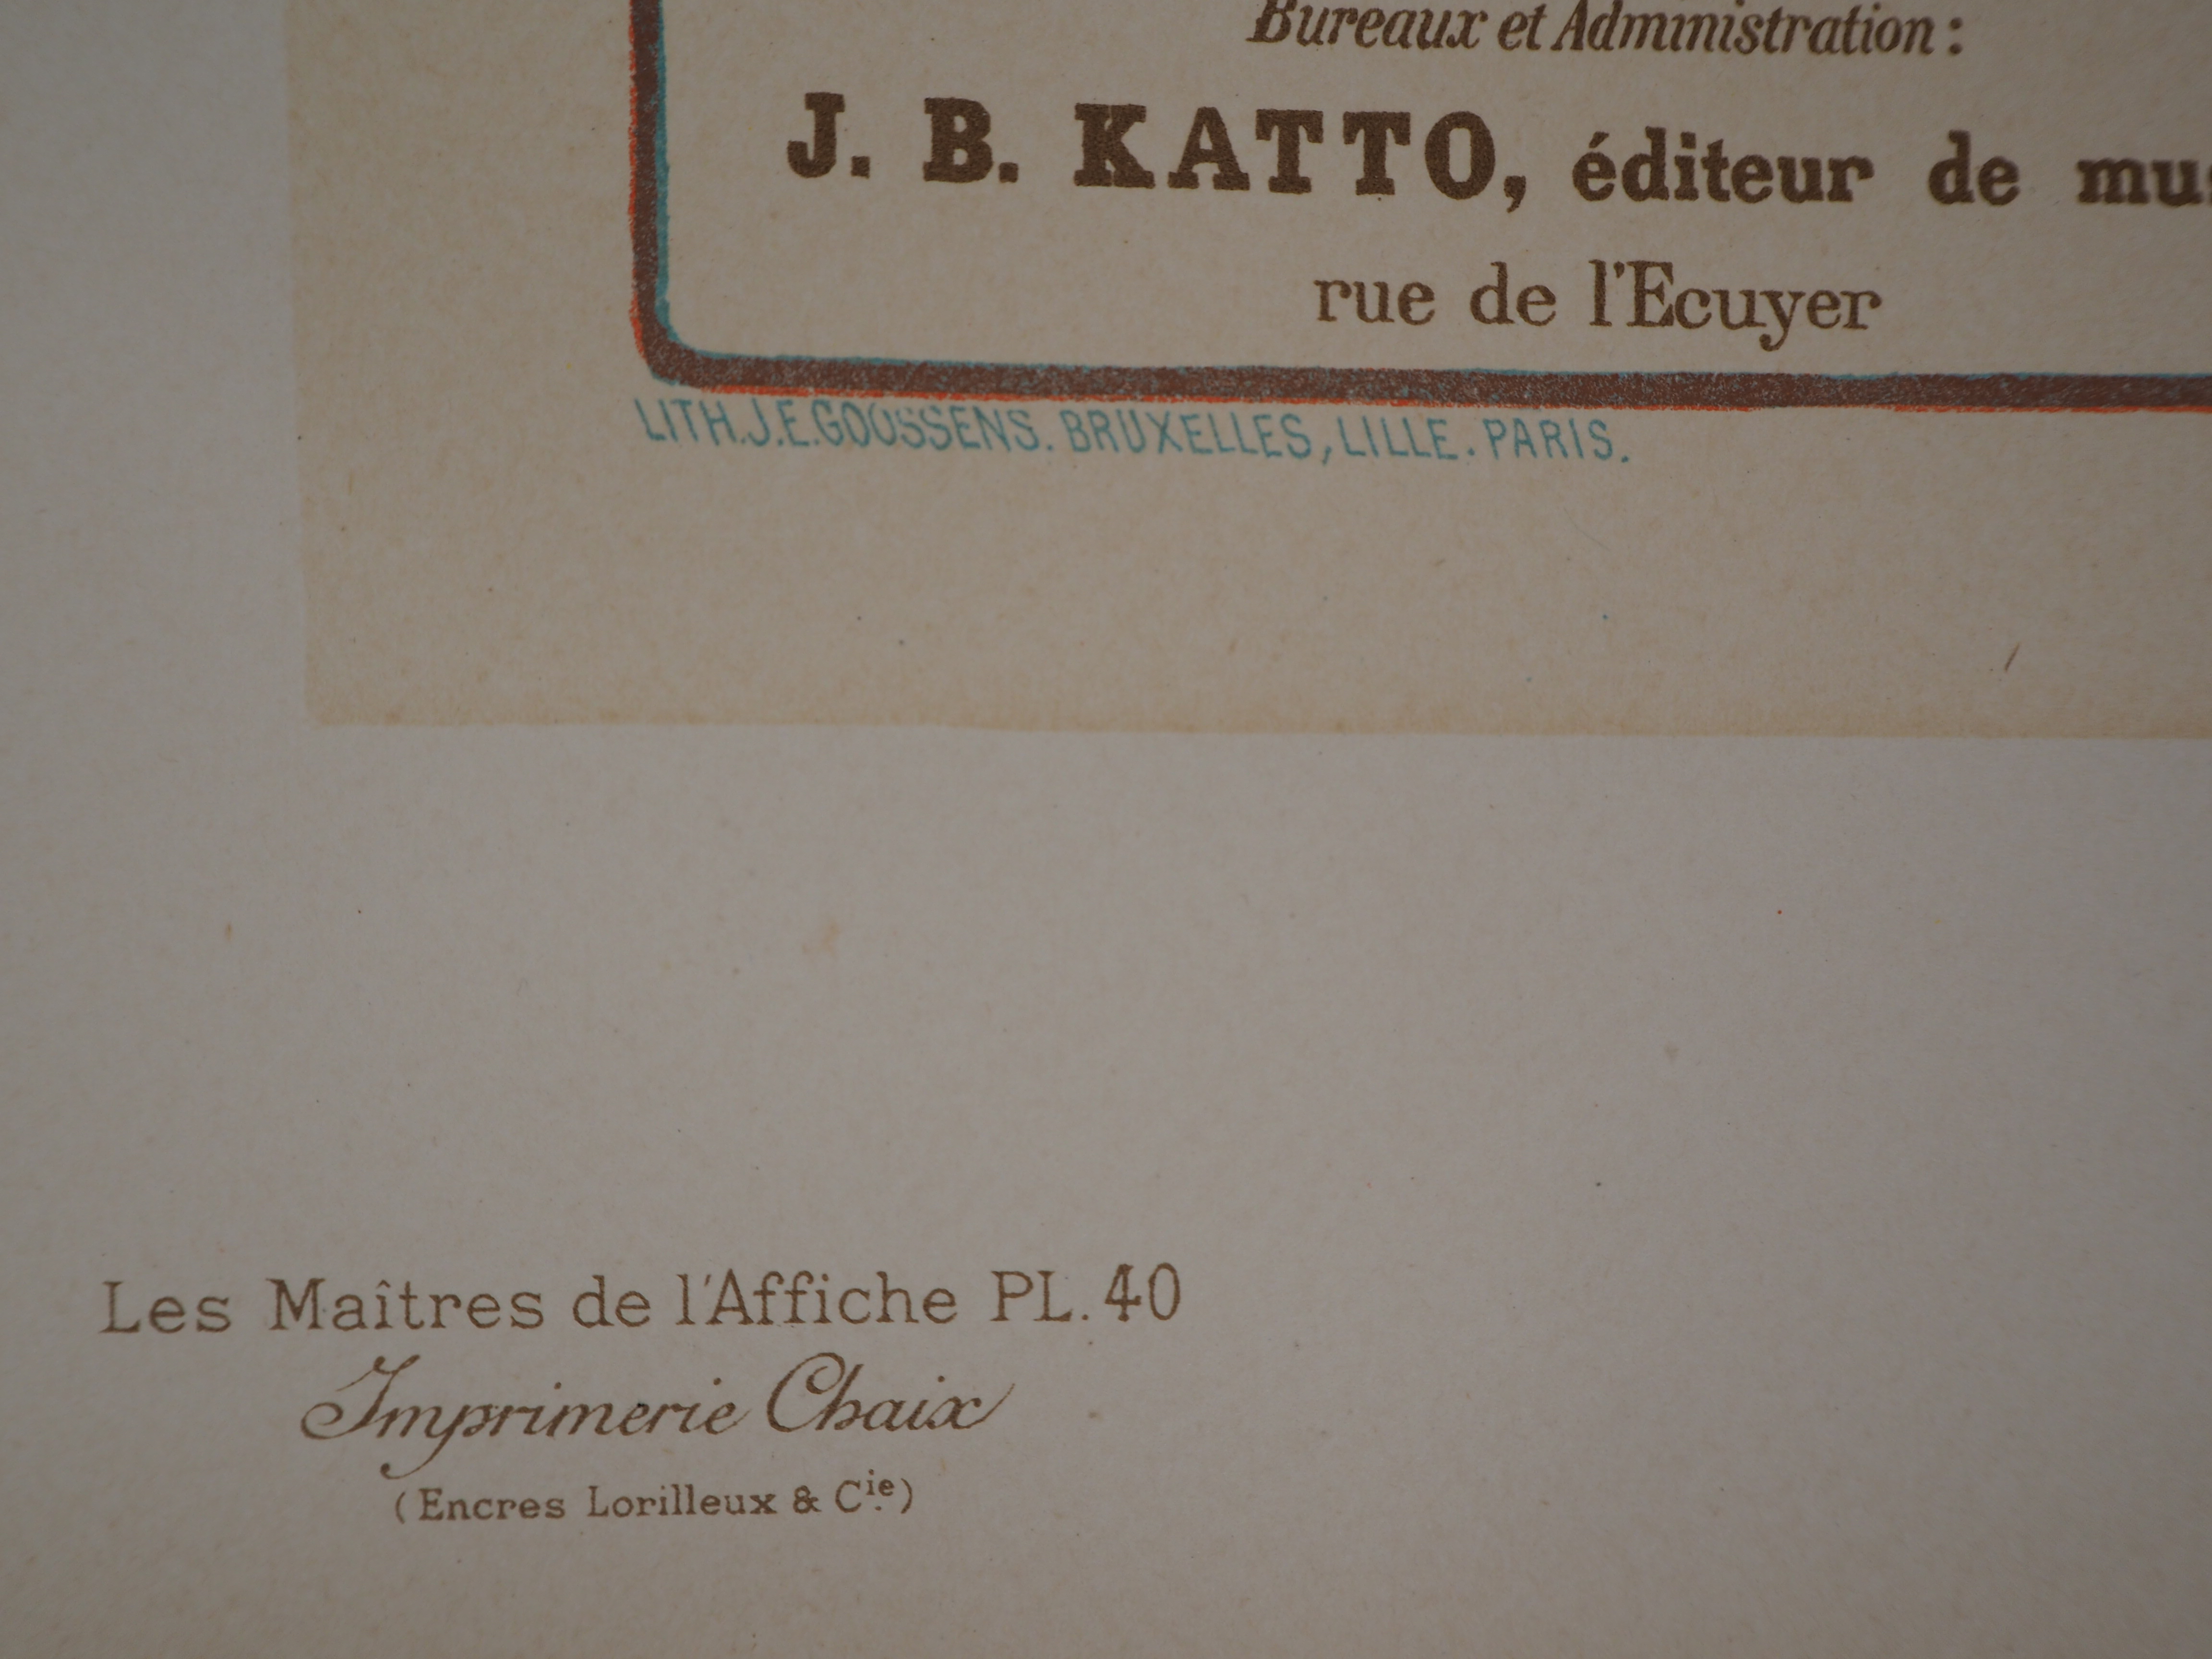 Bureaux et Administration :
J. B. KATTO, éditeur de
rue de l'Ecuyer
LITH. J.E. GOOSSENS. BRUXELLES, LILLE. PARIS.
Les Maîtres de l'Affiche PL. 40
Imprimerie Chaix
(Encres Lorilleux & Cie)